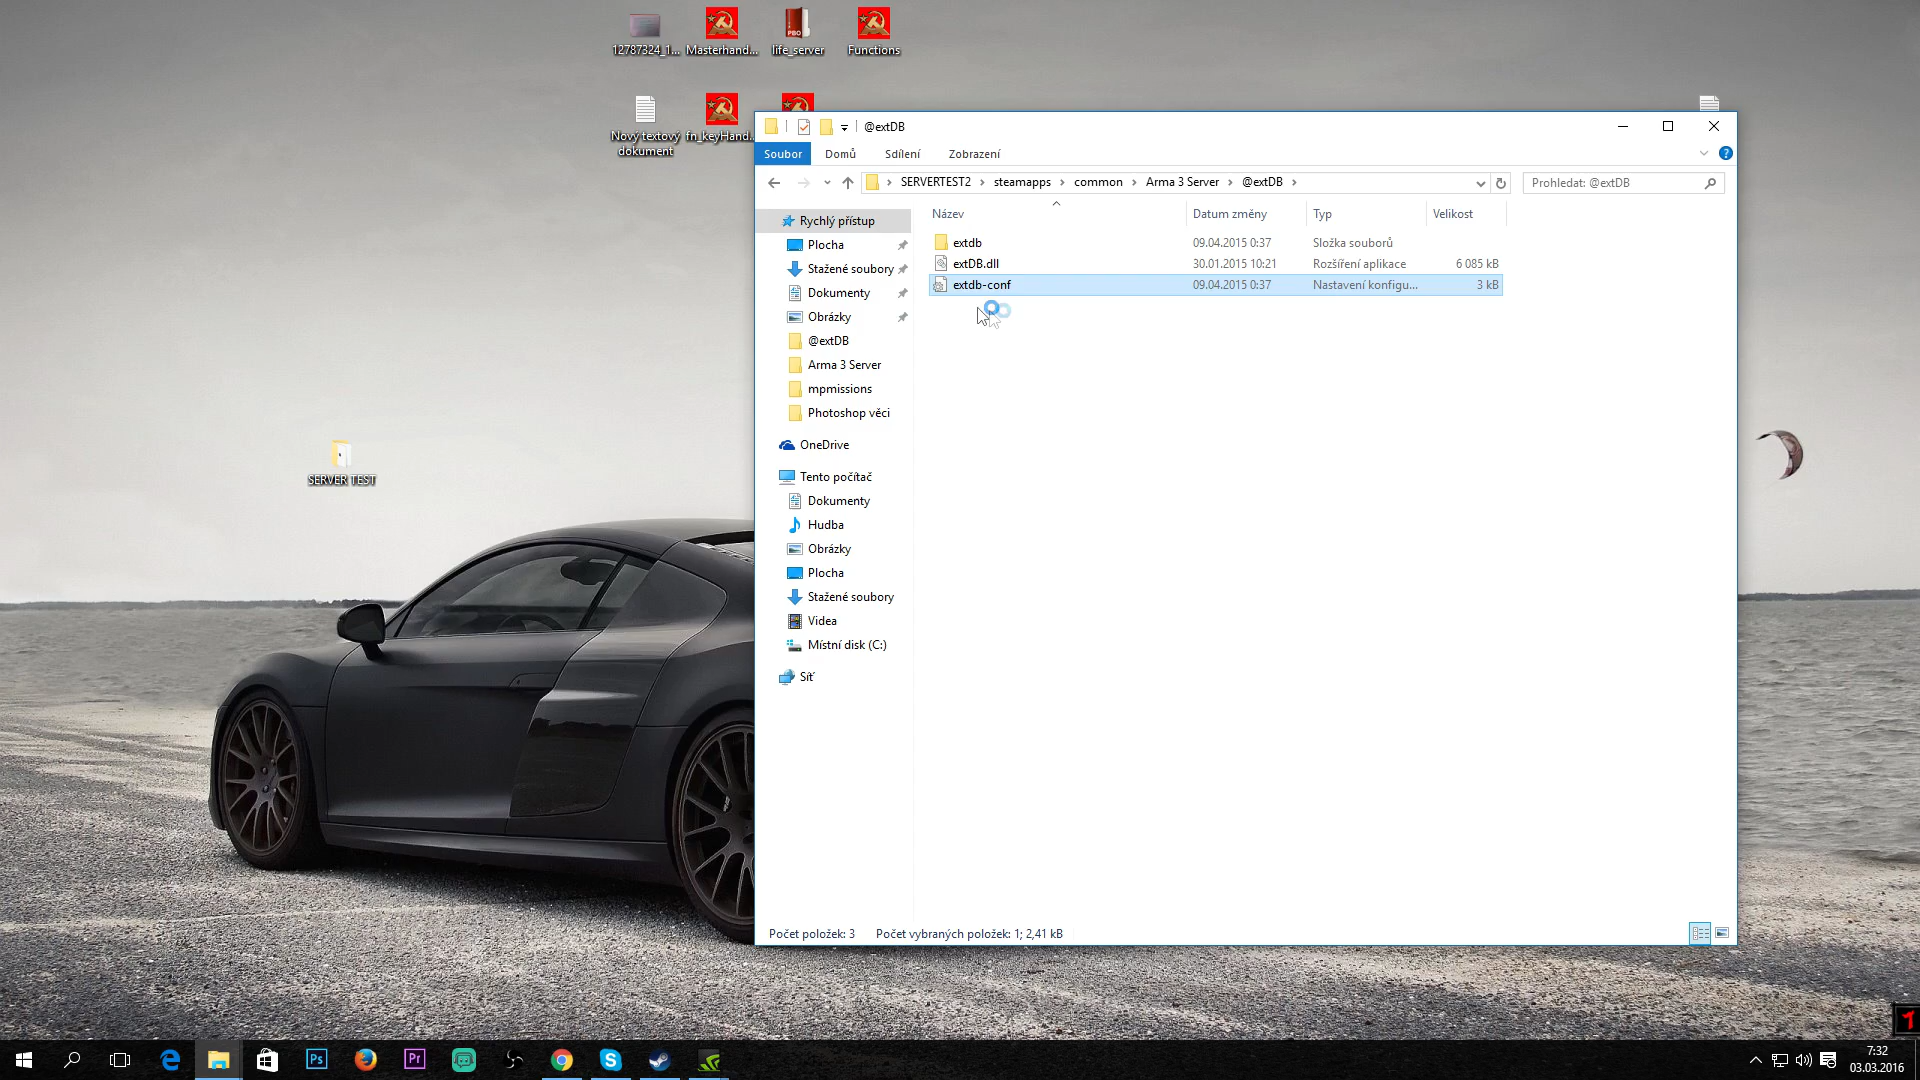 12787324_1...
Masterhand...
life_server
Functions
Nový textový
dokument
fn_keyHand...
SERVER TEST
@extDB
Soubor
Domů
Sdílení
Zobrazení
SERVERTEST2
steamapps
common
Arma 3 Server
@extDB
Prohledat: @extDB
Název
Datum změny
Typ
Velikost
extdb
09.04.2015 0:37
Složka souborů
extDB.dll
30.01.2015 10:21
Rozšíření aplikace
6 085 kB
extdb-conf
09.04.2015 0:37
Nastavení konfigu...
3 kB
Rychlý přístup
Plocha
Stažené soubory
Dokumenty
Obrázky
@extDB
Arma 3 Server
mpmissions
Photoshop věci
OneDrive
Tento počítač
Dokumenty
Hudba
Obrázky
Plocha
Stažené soubory
Videa
Místní disk (C:)
Síť
Počet položek: 3
Počet vybraných položek: 1; 2,41 kB
Ps
Pr
7:32
03.03.2016